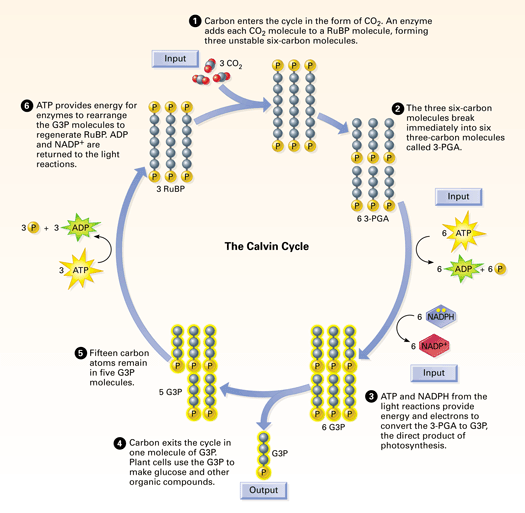 1 Carbon enters the cycle in the form of CO₂. An enzyme
adds each CO₂ molecule to a RuBP molecule, forming
three unstable six-carbon molecules.
Input
3 CO₂
P P P
P P P
P P P
3 RuBP
P P P
2 The three six-carbon
molecules break
immediately into six
three-carbon molecules
called 3-PGA.
P P P
P P P
6 3-PGA
Input
6 ATP
6 ADP + 6 P
6 NADPH
6 NADP⁺
Input
3 ATP and NADPH from the
light reactions provide
energy and electrons to
convert the 3-PGA to G3P,
the direct product of
photosynthesis.
P P P
P P P
6 G3P
G3P
P
Output
4 Carbon exits the cycle in
one molecule of G3P.
Plant cells use the G3P to
make glucose and other
organic compounds.
P P P
5 G3P
P P
5 Fifteen carbon
atoms remain
in five G3P
molecules.
3 P + 3 ADP
3 ATP
6 ATP provides energy for
enzymes to rearrange
the G3P molecules to
regenerate RuBP. ADP
and NADP⁺ are
returned to the light
reactions.
The Calvin Cycle